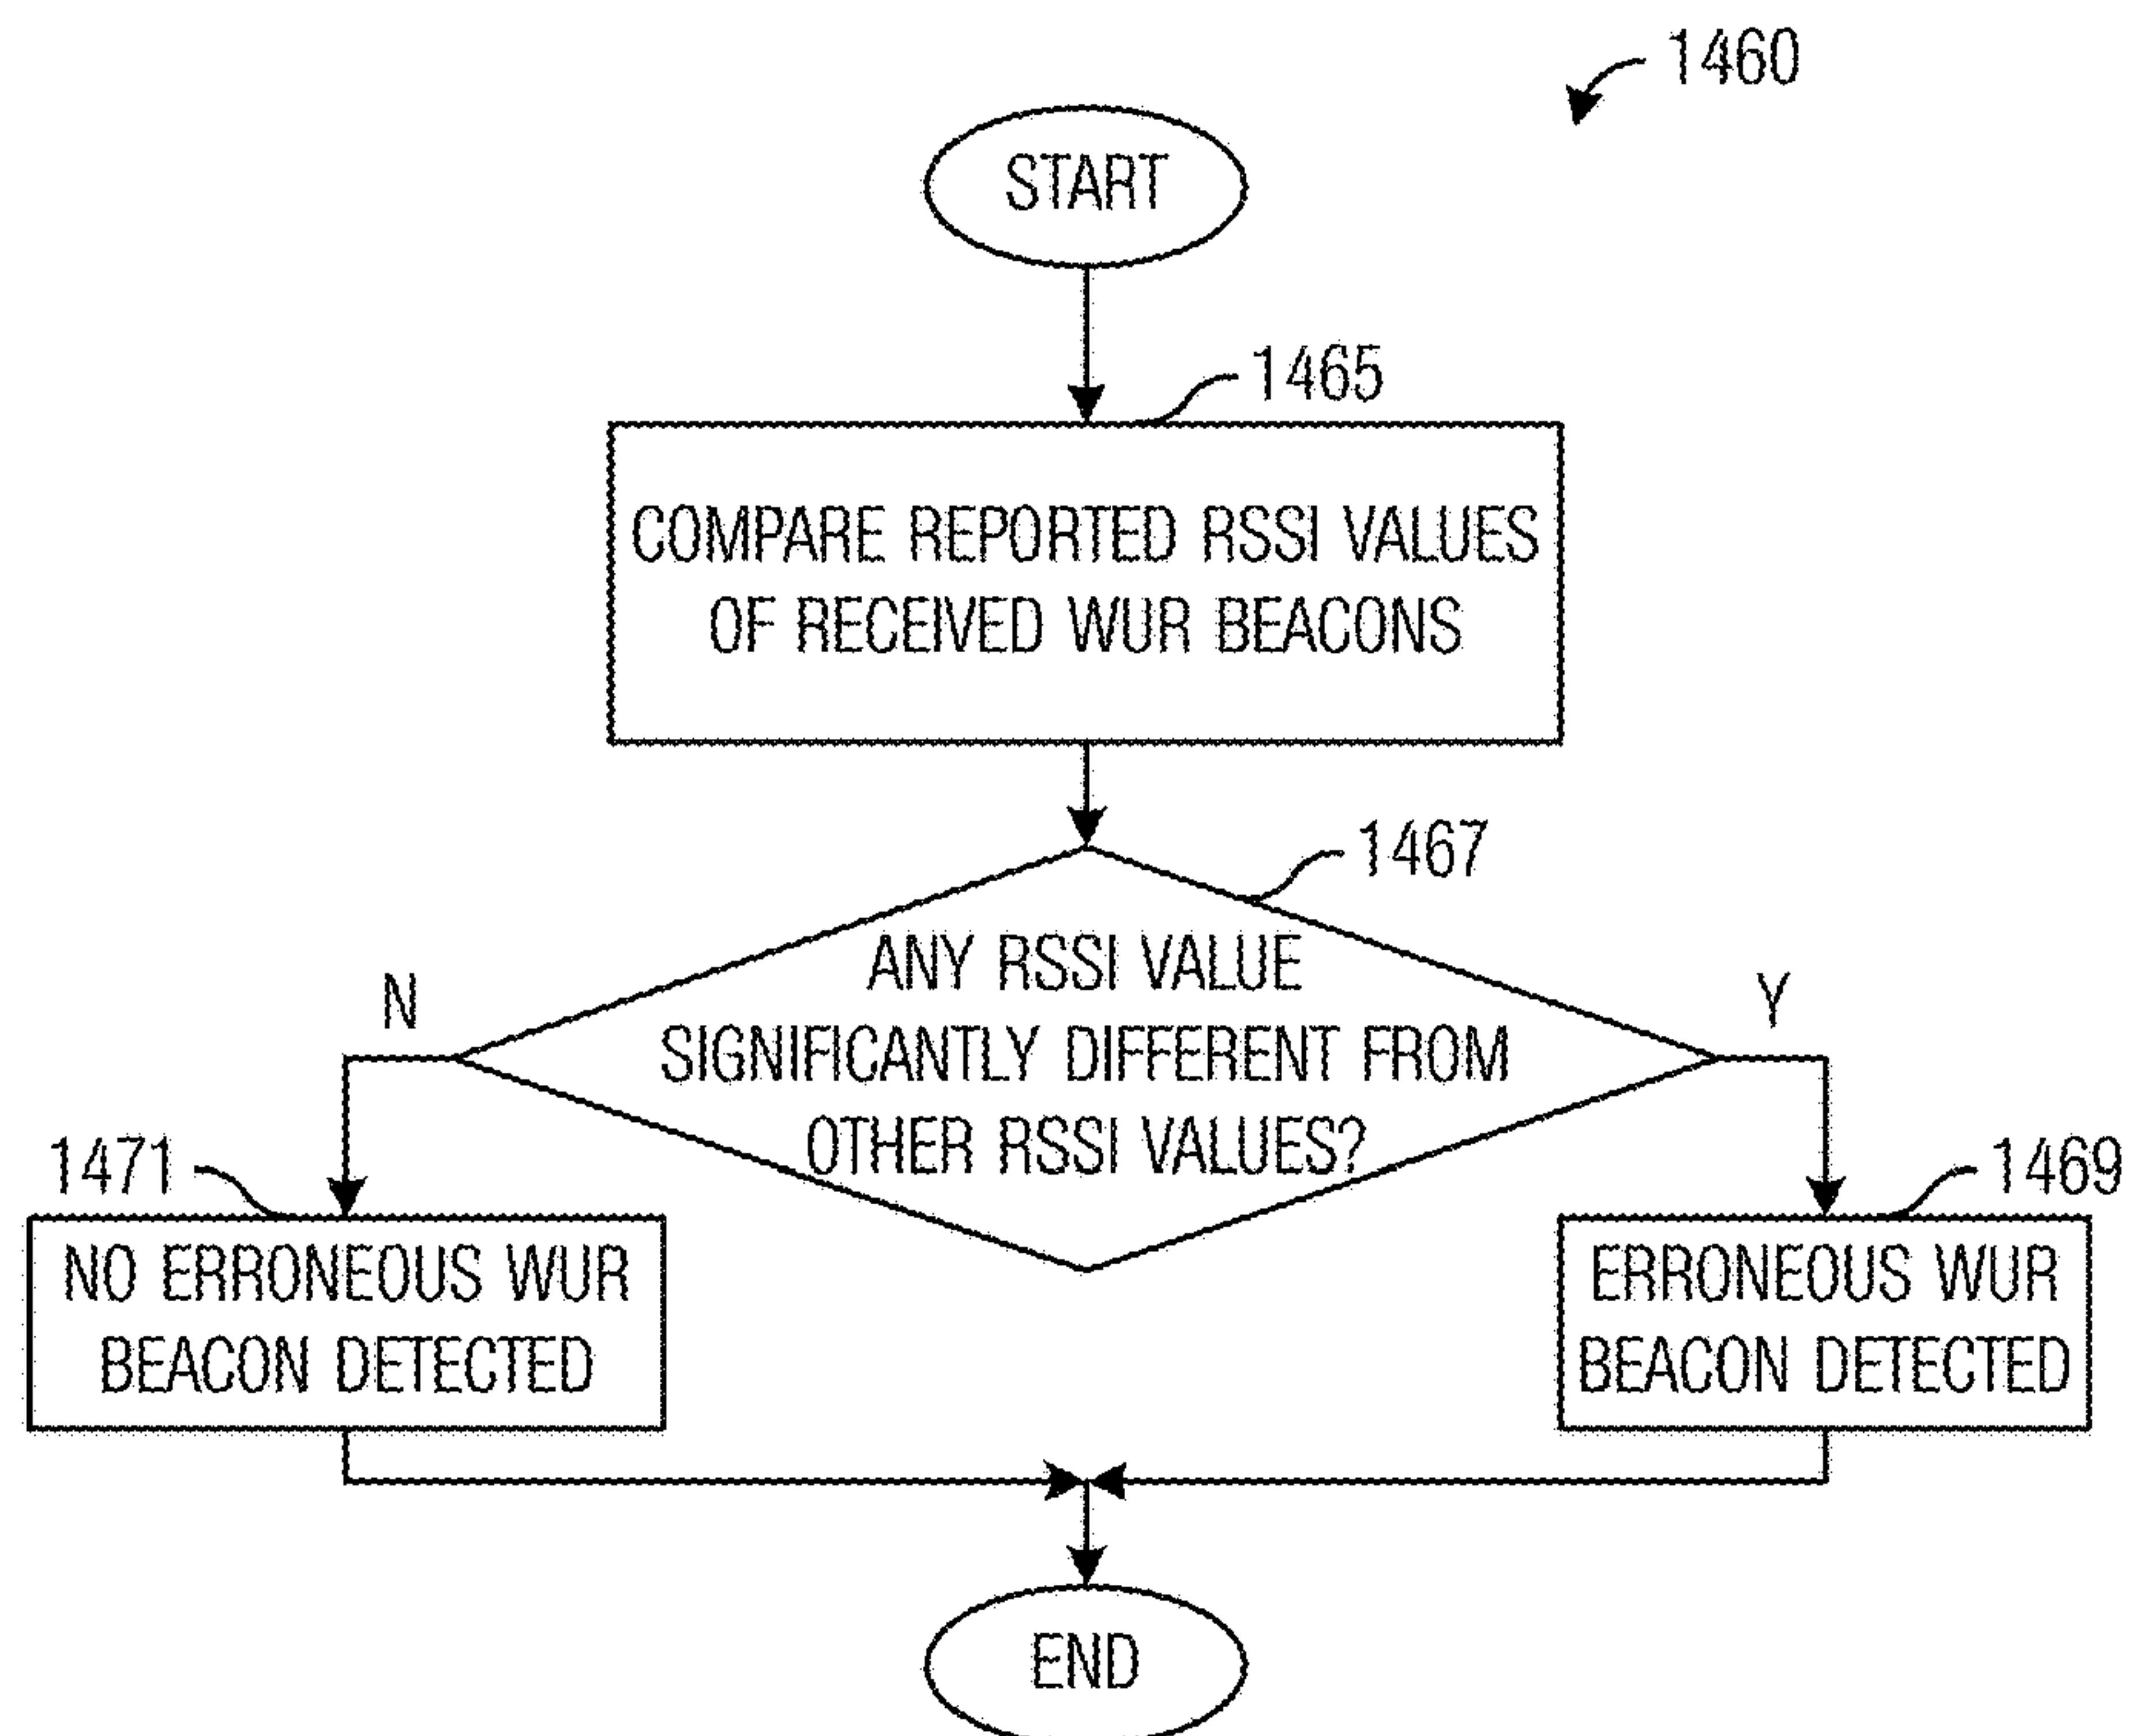 1460
START
1465
COMPARE REPORTED RSSI VALUES
OF RECEIVED WUR BEACONS
1467
ANY RSSI VALUE
SIGNIFICANTLY DIFFERENT FROM
OTHER RSSI VALUES?
N
Y
1471
NO ERRONEOUS WUR
BEACON DETECTED
1469
ERRONEOUS WUR
BEACON DETECTED
END